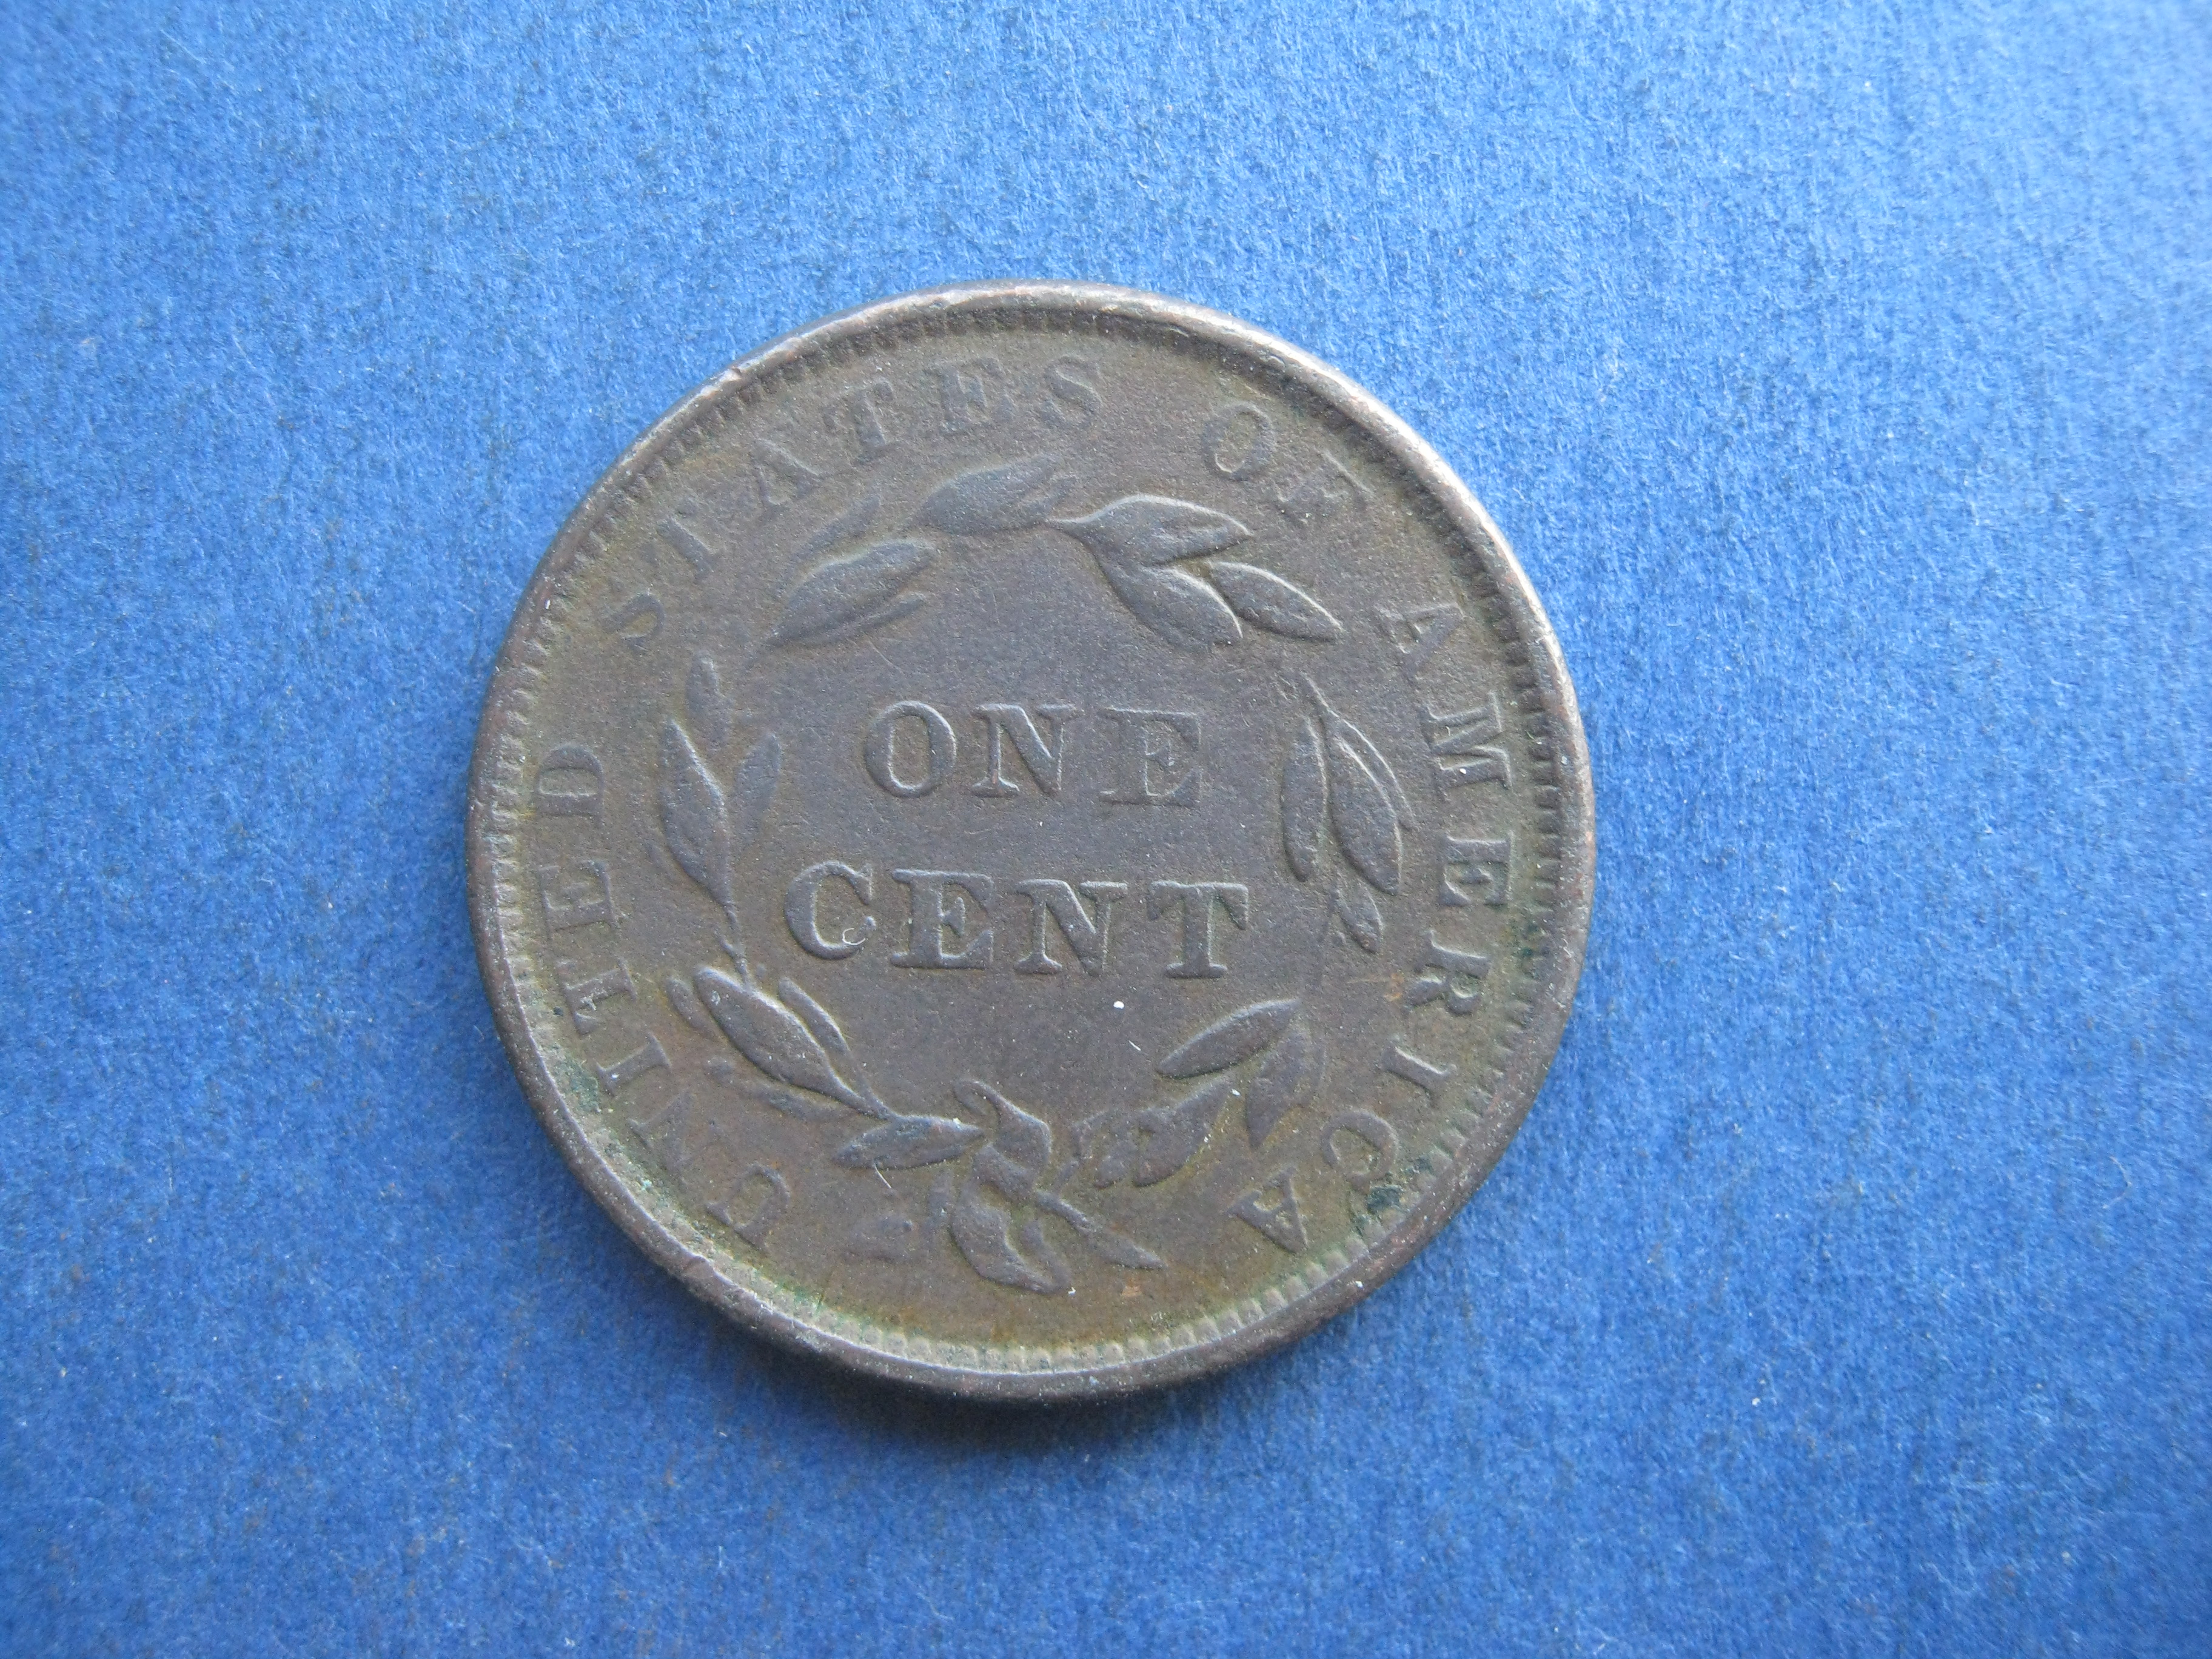 UNITED STATES OF AMERICA
ONE
CENT